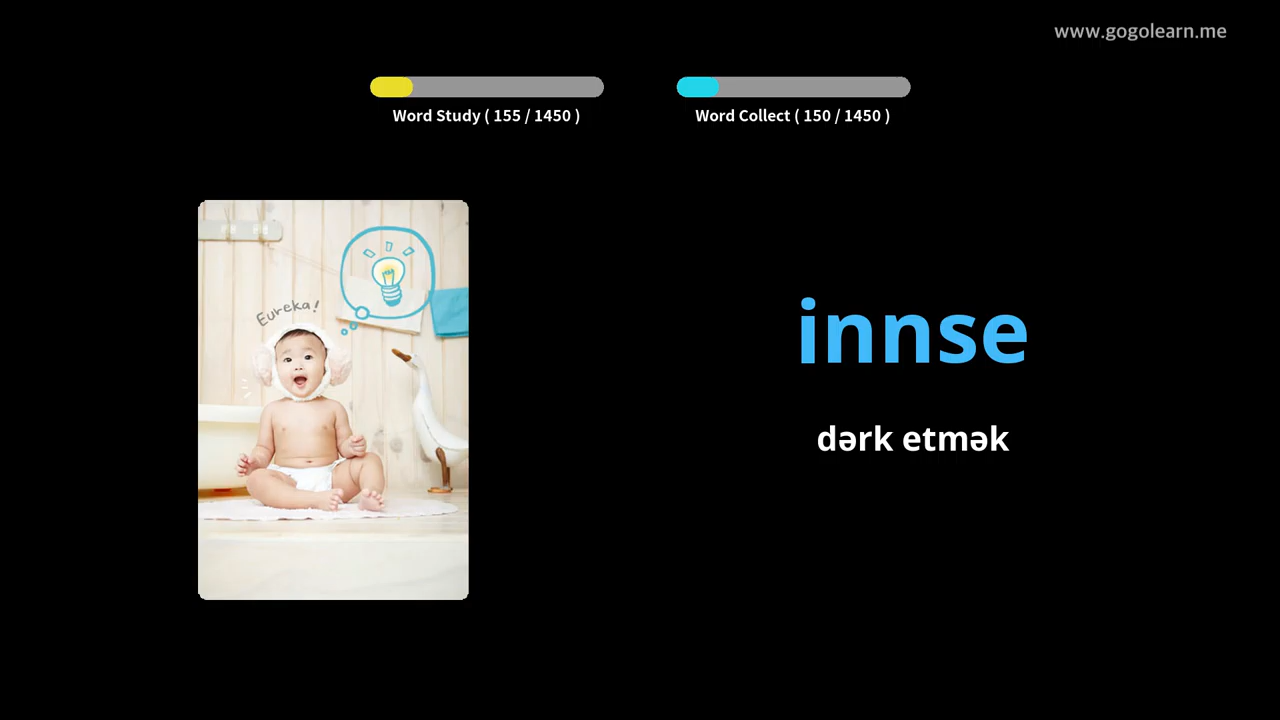 www.gogolearn.me
Word Study ( 155 / 1450 )
Word Collect ( 150 / 1450 )
Eureka!
innse
dərk etmək